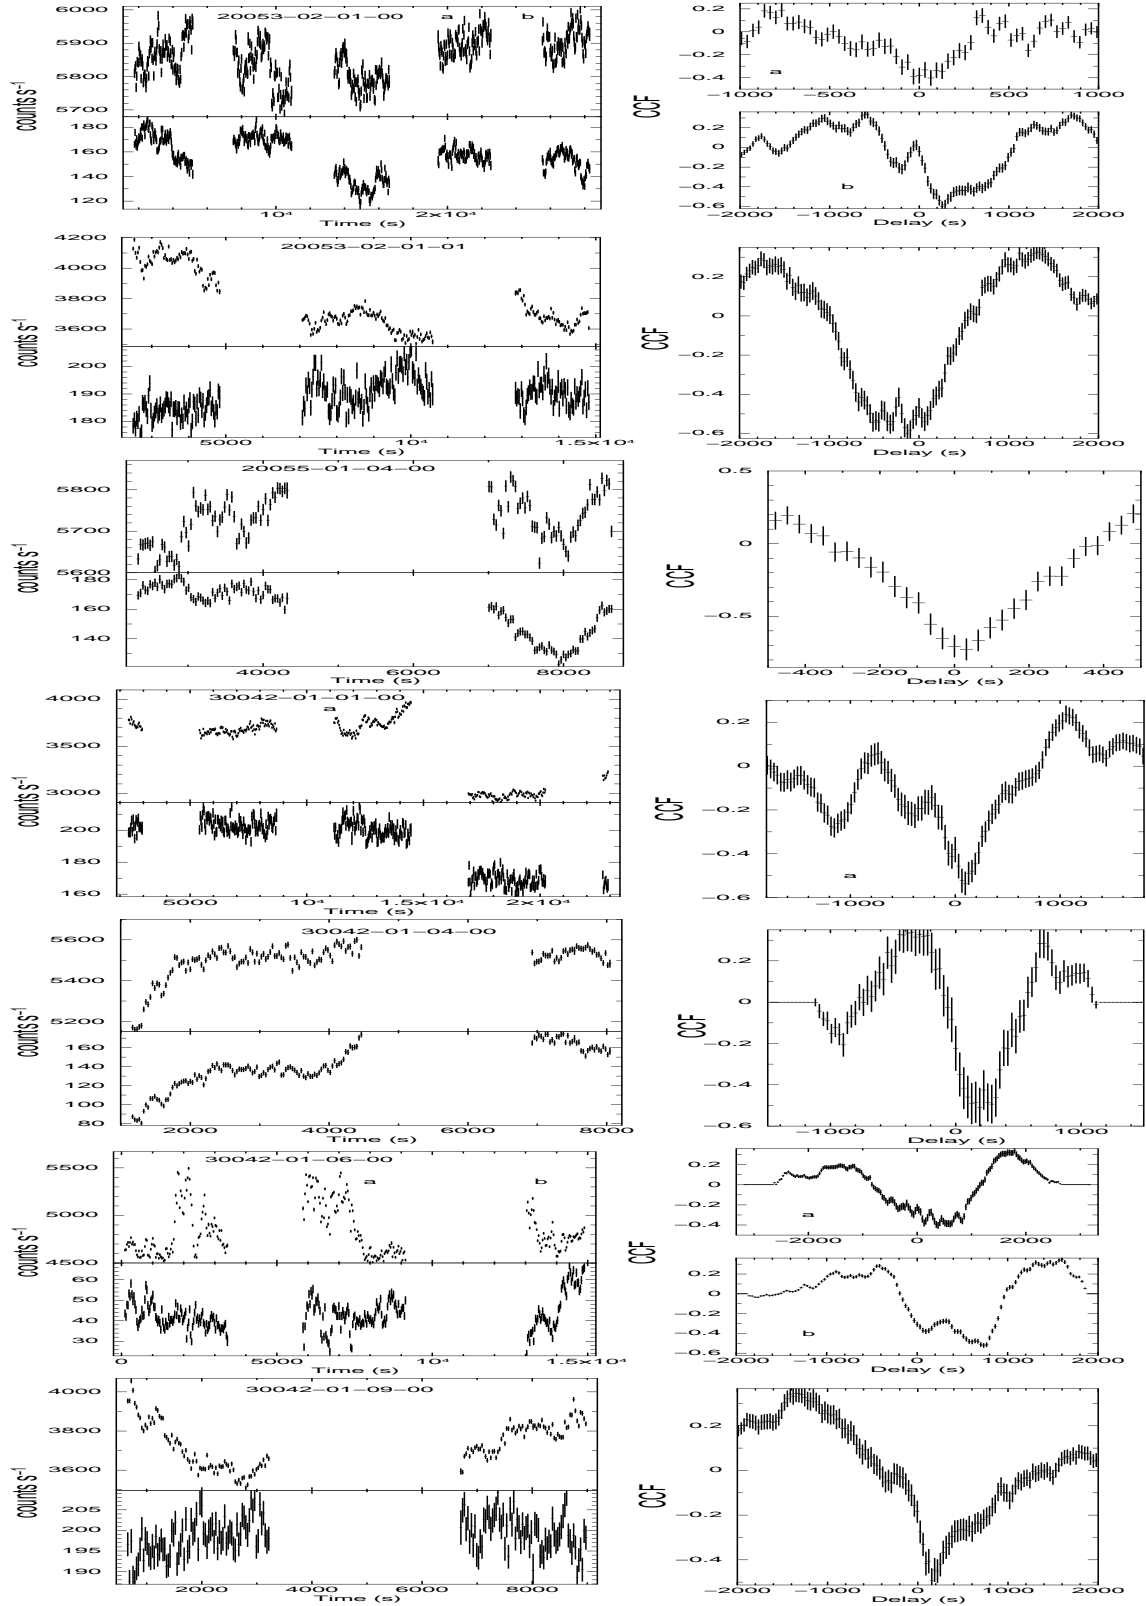 20053-02-01-00 a b
counts s⁻¹
5900
5800
5700
180
160
140
120
10⁴ 2×10⁴
Time (s)
CCF
0.2
0
-0.2
-0.4
a
-1000 -500 0 500 1000
0.2
0
-0.2
-0.4
-0.6
b
-2000 -1000 0 1000 2000
Delay (s)
20053-02-01-01
counts s⁻¹
4200
4000
3800
3600
200
190
180
5000 10⁴ 1.5×10⁴
Time (s)
CCF
0.2
0
-0.2
-0.4
-0.6
-2000 -1000 0 1000 2000
Delay (s)
20055-01-04-00
counts s⁻¹
5800
5700
5600
180
160
140
4000 6000 8000
Time (s)
CCF
0.5
0
-0.5
-400 -200 0 200 400
Delay (s)
30042-01-01-00
a
counts s⁻¹
4000
3500
3000
200
180
160
5000 10⁴ 1.5×10⁴ 2×10⁴
Time (s)
CCF
0.2
0
-0.2
-0.4
-0.6
a
-1000 0 1000
30042-01-04-00
counts s⁻¹
5600
5400
5200
160
140
120
100
80
2000 4000 6000 8000
Time (s)
CCF
0.2
0
-0.2
-0.4
-0.6
-1000 0 1000
Delay (s)
30042-01-06-00
a b
counts s⁻¹
5500
5000
4500
60
50
40
30
0 5000 10⁴ 1.5×10⁴
Time (s)
CCF
0.2
0
-0.2
-0.4
a
-2000 0 2000
0.2
0
-0.2
-0.4
-0.6
b
-2000 -1000 0 1000 2000
Delay (s)
30042-01-09-00
counts s⁻¹
4000
3800
3600
205
200
195
190
2000 4000 6000 8000
Time (s)
CCF
0.2
0
-0.2
-0.4
-2000 -1000 0 1000 2000
Delay (s)